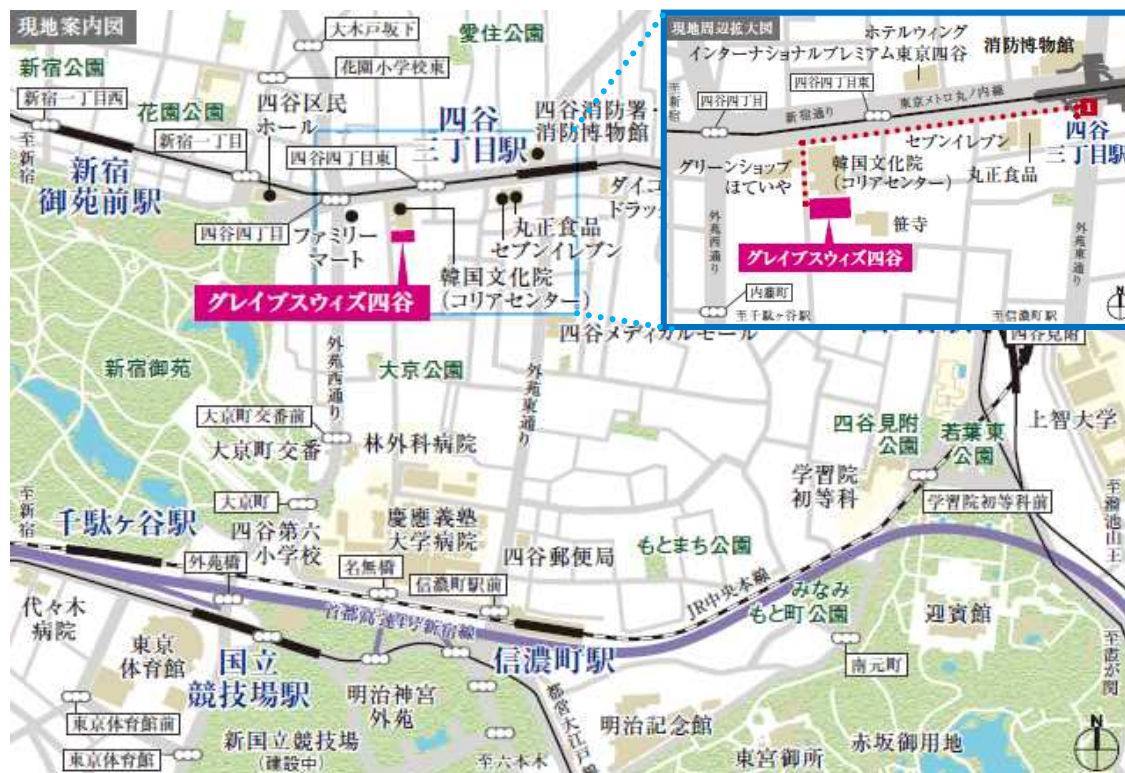 現地案内図
大木戸坂下
愛住公園
新宿公園
花園小学校東
新宿一丁目西
花園公園
四谷区民
ホール
四谷
三丁目駅
四谷消防署・
消防博物館
新宿一丁目
四谷四丁目東
至新宿
新宿
御苑前駅
ダイコ
ドラッ
四谷四丁目
ファミリー
マート
丸正食品
セブンイレブン
韓国文化院
(コリアセンター)
グレイプスウィズ四谷
現地周辺拡大図
ホテルウィング
インターナショナルプレミアム東京四谷
消防博物館
至新宿
四谷四丁目
四谷四丁目東
新宿通り
東京メトロ丸ノ内線
1
四谷
三丁目駅
セブンイレブン
グリーンショップ
ほていや
韓国文化院
(コリアセンター)
丸正食品
外苑西通り
笹寺
外苑東通り
グレイプスウィズ四谷
内藤町
至千駄ヶ谷駅
至信濃町駅
N
四谷メディカルモール
四谷見附
新宿御苑
外苑西通り
大京公園
外苑東通り
大京町交番前
大京町交番
林外科病院
四谷見附
公園
若葉東
公園
上智大学
学習院
初等科
至新宿
大京町
学習院初等科前
至溜池山王
千駄ヶ谷駅
四谷第六
小学校
慶應義塾
大学病院
四谷郵便局
もとまち公園
外苑橋
名無橋
信濃町駅前
JR中央本線
みなみ
もと町公園
代々木
病院
首都高速4号新宿線
迎賓館
東京
体育館
国立
競技場駅
信濃町駅
南元町
至霞が関
明治神宮
外苑
都営大江戸線
明治記念館
東京体育館前
新国立競技場
(建設中)
東京体育館
至六本木
東宮御所
赤坂御用地
N